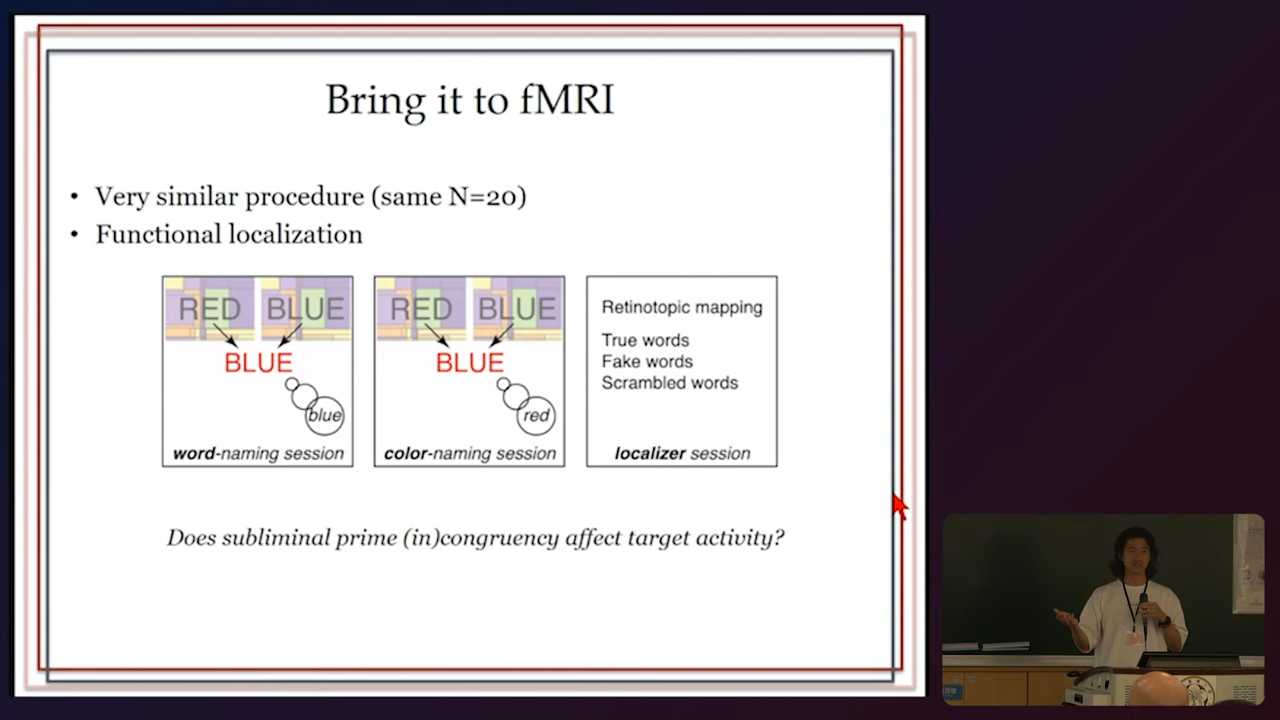 Bring it to fMRI
• Very similar procedure (same N=20)
• Functional localization
RED BLUE
BLUE
blue
word-naming session
RED BLUE
BLUE
red
color-naming session
Retinotopic mapping
True words
Fake words
Scrambled words
localizer session
Does subliminal prime (in)congruency affect target activity?